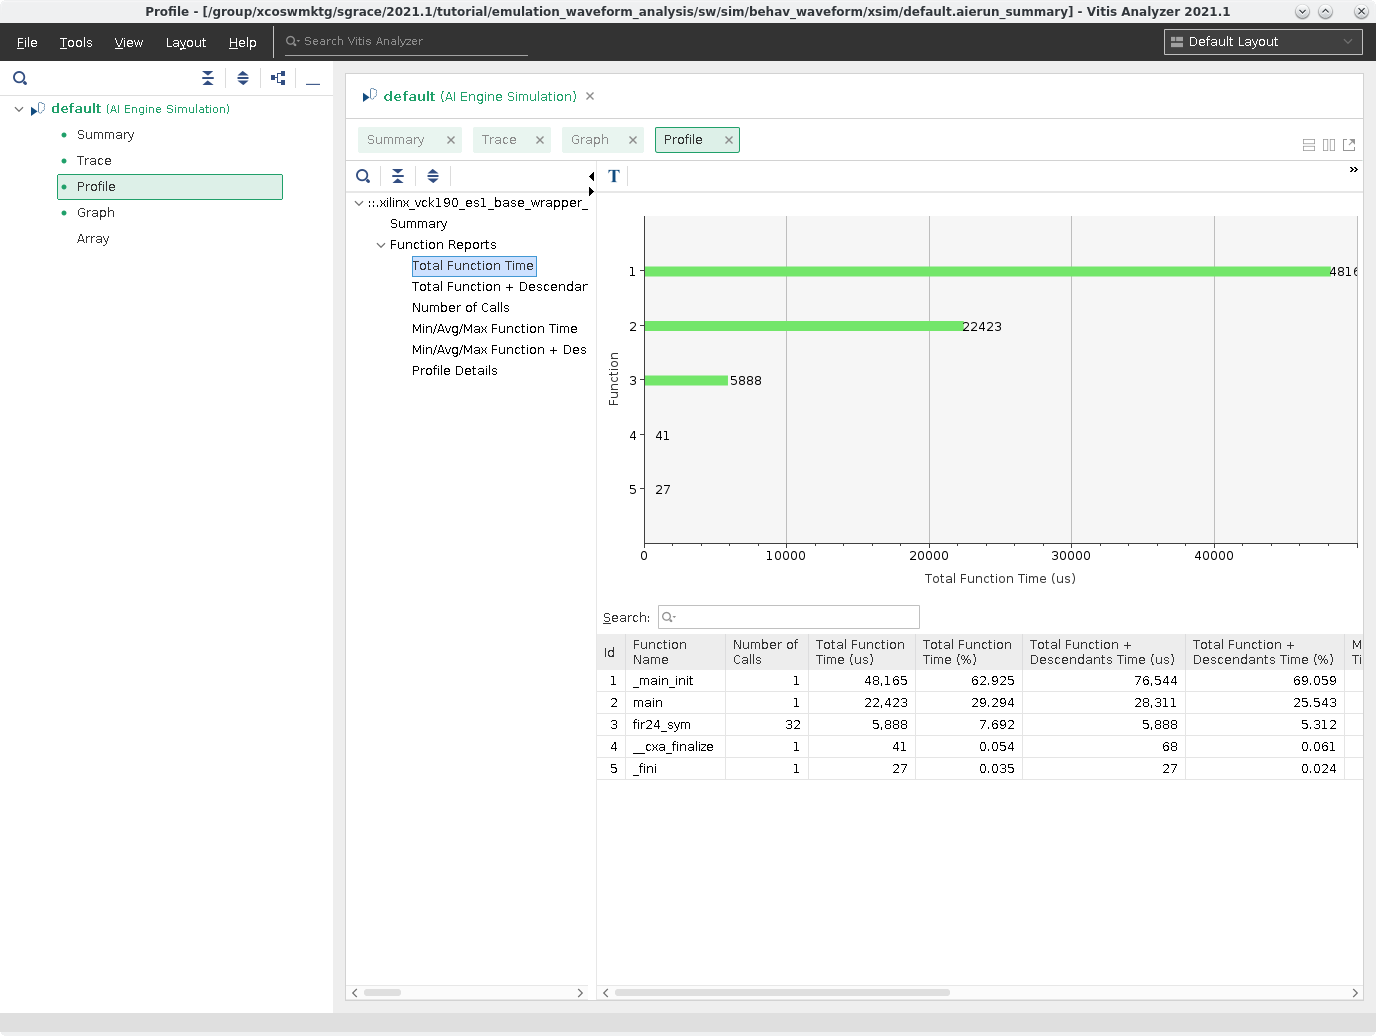 Profile - [/group/xcoswmktg/sgrace/2021.1/tutorial/emulation_waveform_analysis/sw/sim/behav_waveform/xsim/default.aierun_summary] - Vitis Analyzer 2021.1
File Tools View Layout Help Search Vitis Analyzer Default Layout
default (AI Engine Simulation)
Summary
Trace
Profile
Graph
Array
default (AI Engine Simulation)
Summary Trace Graph Profile
T
»
::.xilinx_vck190_es1_base_wrapper_
Summary
Function Reports
Total Function Time
Total Function + Descendar
Number of Calls
Min/Avg/Max Function Time
Min/Avg/Max Function + Des
Profile Details
Function
1 4816
2 22423
3 5888
4 41
5 27
0 10000 20000 30000 40000
Total Function Time (us)
Search:
Id Function Name Number of Calls Total Function Time (us) Total Function Time (%) Total Function + Descendants Time (us) Total Function + Descendants Time (%) M Ti
1 _main_init 1 48,165 62.925 76,544 69.059
2 main 1 22,423 29.294 28,311 25.543
3 fir24_sym 32 5,888 7.692 5,888 5.312
4 __cxa_finalize 1 41 0.054 68 0.061
5 _fini 1 27 0.035 27 0.024